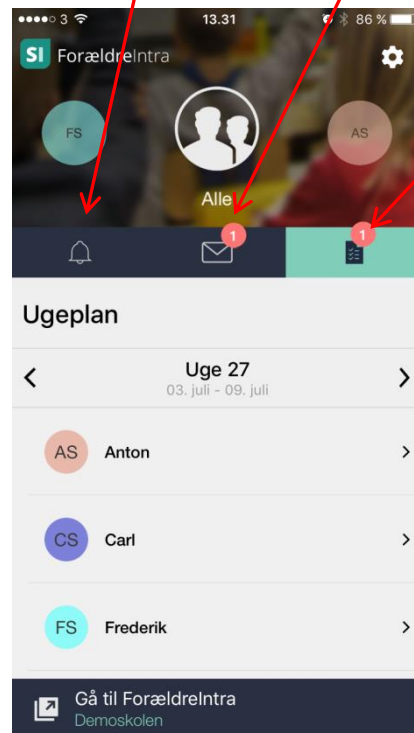 3 13.31 86 %
SI ForældreIntra
FS
AS
Alle
1
1
Ugeplan
Uge 27
03. juli - 09. juli
AS Anton
CS Carl
FS Frederik
Gå til ForældreIntra
Demoskolen